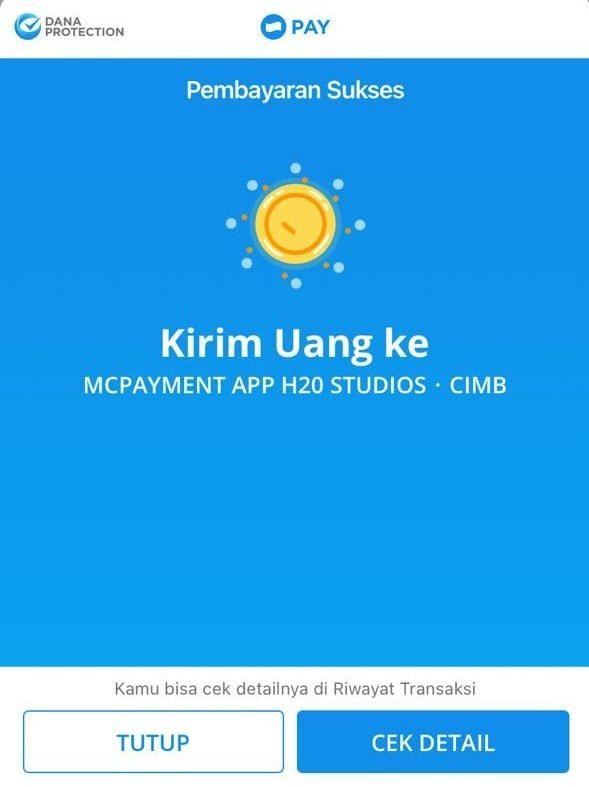 DANA
PROTECTION
PAY
Pembayaran Sukses
Kirim Uang ke
MCPAYMENT APP H20 STUDIOS · CIMB
Kamu bisa cek detailnya di Riwayat Transaksi
TUTUP
CEK DETAIL